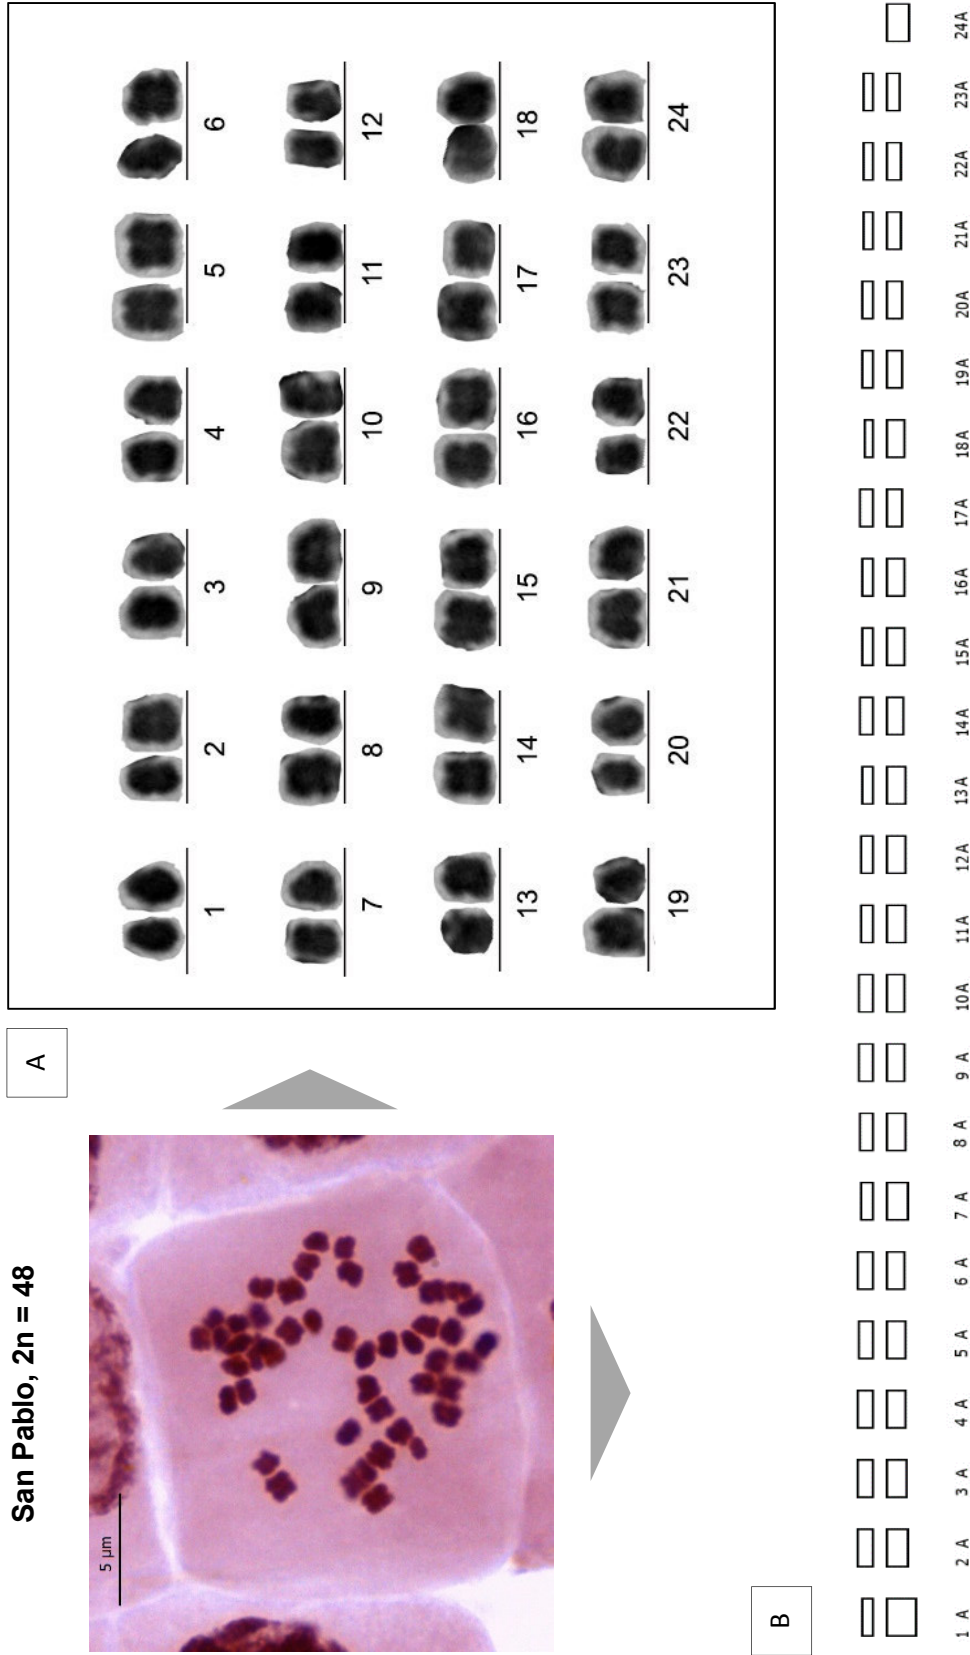 San Pablo, 2n = 48
5 µm
A
1 2 3 4 5 6
7 8 9 10 11 12
13 14 15 16 17 18
19 20 21 22 23 24
B
1 A 2 A 3 A 4 A 5 A 6 A 7 A 8 A 9 A 10A 11A 12A 13A 14A 15A 16A 17A 18A 19A 20A 21A 22A 23A 24A